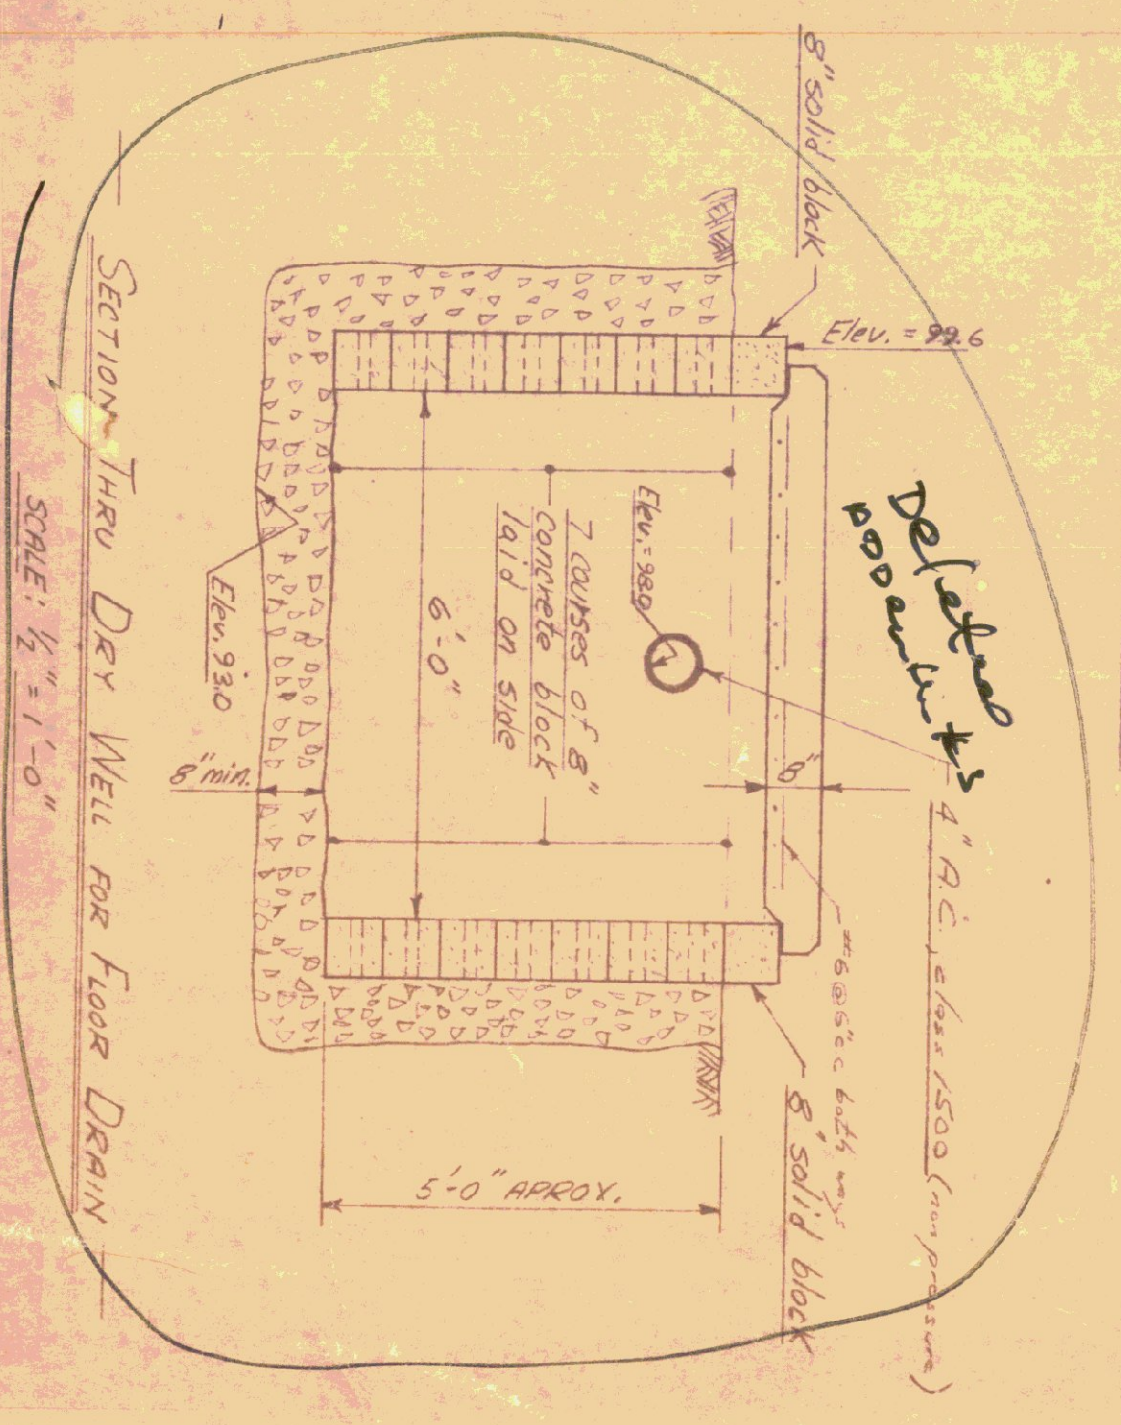 8" solid block
Elev. = 99.6
Deleted
4" A.C., class 1500 (non pressure)
8"
#6@6"cc both ways
8" solid block
Elev. = 98.0
7 courses of 8"
concrete block
laid on side
6'-0"
5'-0" APROX.
Elev. 93.0
8" min.
SECTION THRU DRY WELL FOR FLOOR DRAIN
SCALE: ½" = 1'-0"